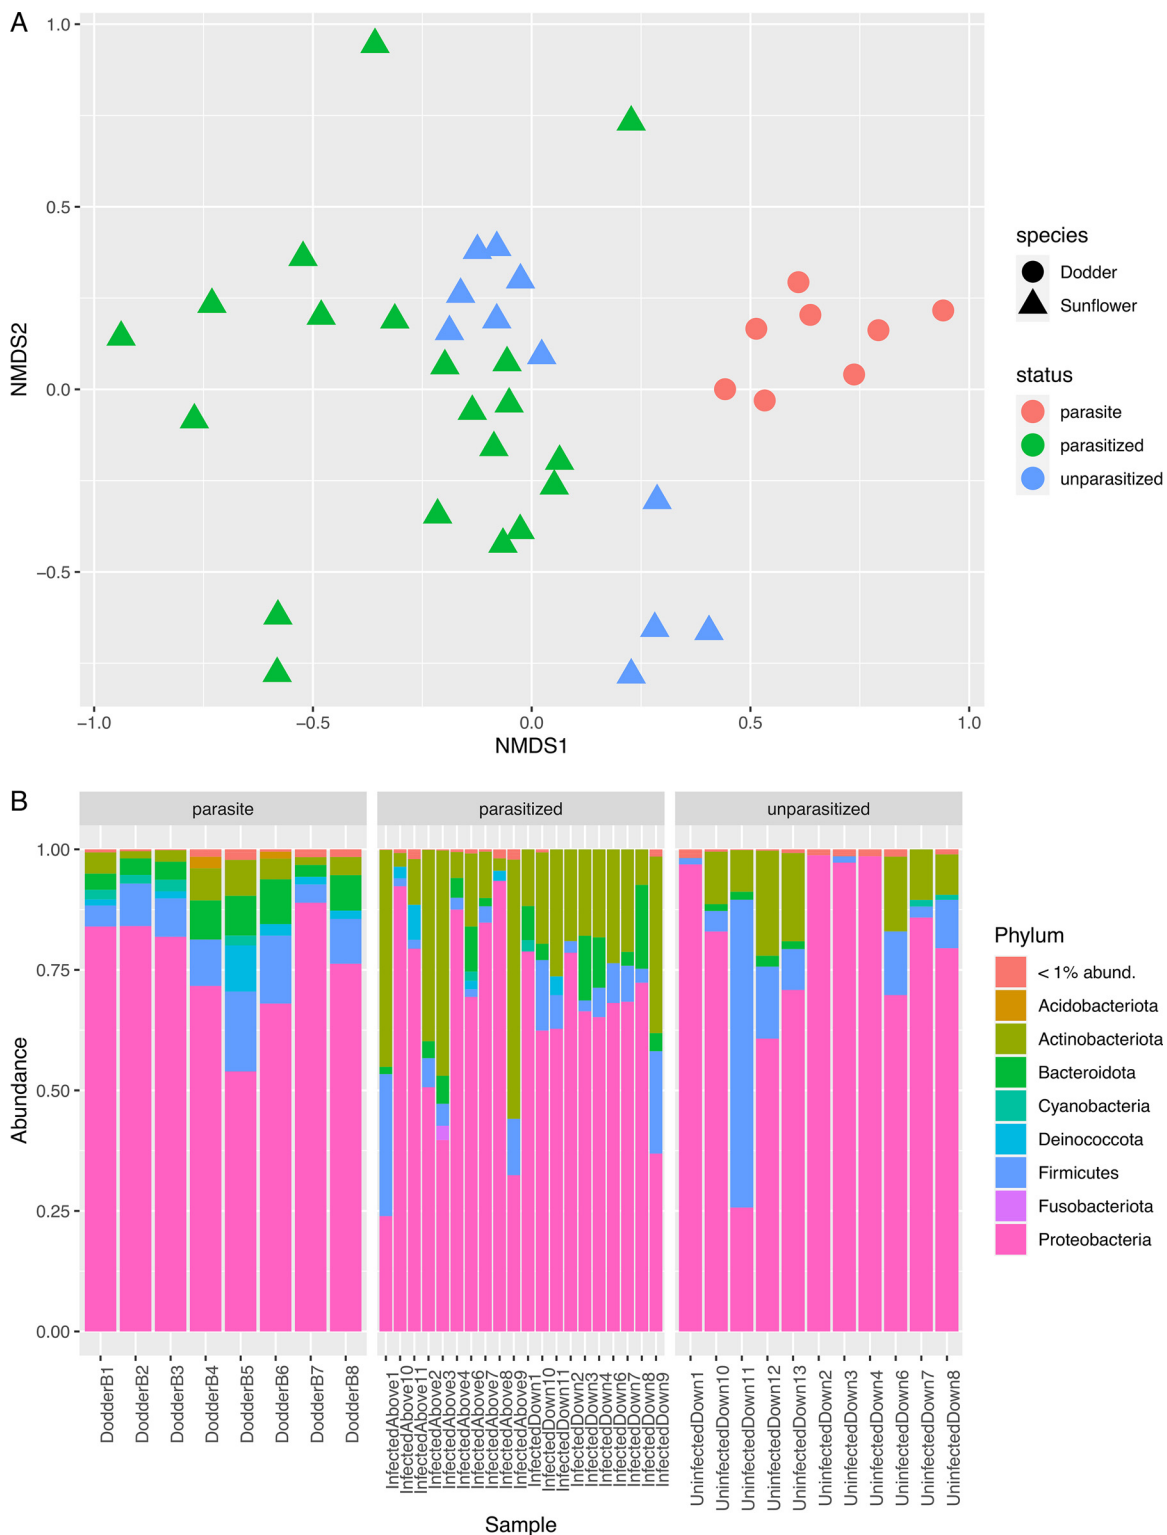 A
1.0
0.5
0.0
−0.5
NMDS2
−1.0
−0.5
0.0
0.5
1.0
NMDS1
species
Dodder
Sunflower
status
parasite
parasitized
unparasitized
B
parasite
parasitized
unparasitized
1.00
0.75
0.50
0.25
0.00
Abundance
DodderB1
DodderB2
DodderB3
DodderB4
DodderB5
DodderB6
DodderB7
DodderB8
InfectedAbove1
InfectedAbove10
InfectedAbove11
InfectedAbove2
InfectedAbove3
InfectedAbove4
InfectedAbove6
InfectedAbove7
InfectedAbove8
InfectedAbove9
InfectedDown1
InfectedDown10
InfectedDown11
InfectedDown2
InfectedDown3
InfectedDown4
InfectedDown6
InfectedDown7
InfectedDown8
InfectedDown9
UninfectedDown1
UninfectedDown10
UninfectedDown11
UninfectedDown12
UninfectedDown13
UninfectedDown2
UninfectedDown3
UninfectedDown4
UninfectedDown6
UninfectedDown7
UninfectedDown8
Sample
Phylum
< 1% abund.
Acidobacteriota
Actinobacteriota
Bacteroidota
Cyanobacteria
Deinococcota
Firmicutes
Fusobacteriota
Proteobacteria